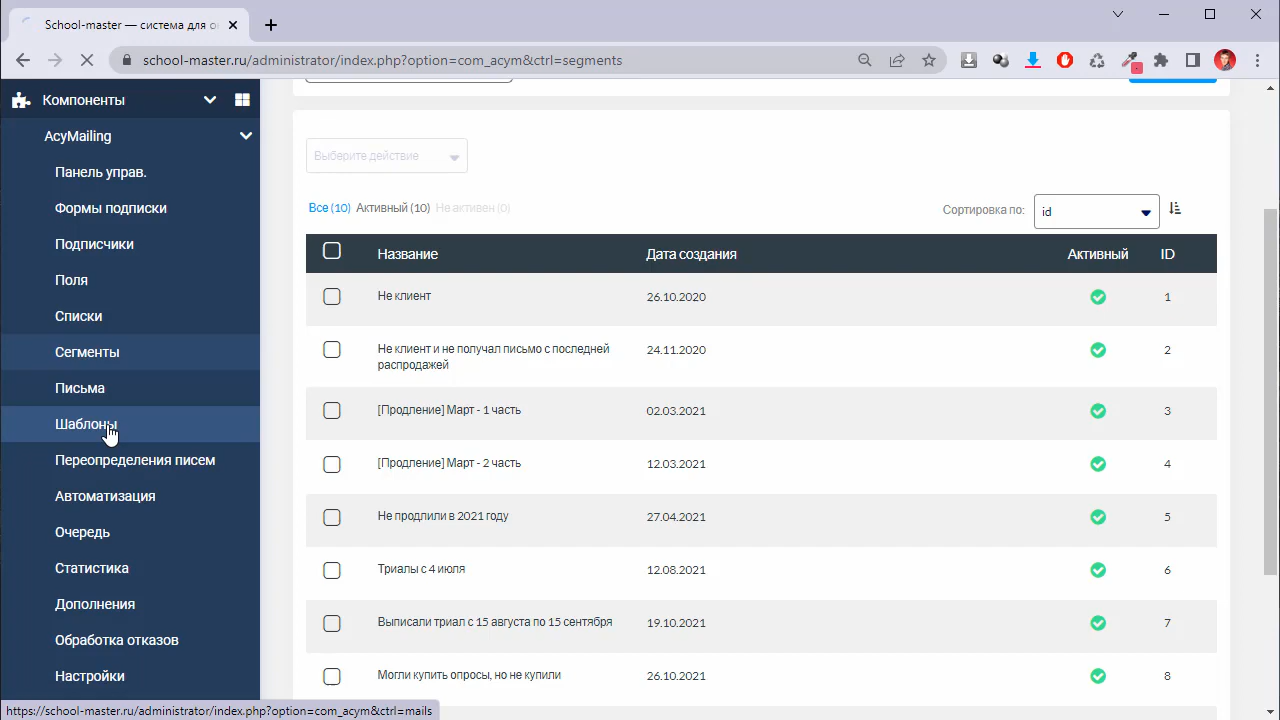 School-master — система для о
school-master.ru/administrator/index.php?option=com_acym&ctrl=segments
Компоненты
AcyMailing
Панель управ.
Формы подписки
Подписчики
Поля
Списки
Сегменты
Письма
Шаблоны
Переопределения писем
Автоматизация
Очередь
Статистика
Дополнения
Обработка отказов
Настройки
Выберите действие
Все (10) Активный (10) Не активен (0)
Сортировка по: id
Название Дата создания Активный ID
Не клиент 26.10.2020 1
Не клиент и не получал письмо с последней
распродажей 24.11.2020 2
[Продление] Март - 1 часть 02.03.2021 3
[Продление] Март - 2 часть 12.03.2021 4
Не продлили в 2021 году 27.04.2021 5
Триалы с 4 июля 12.08.2021 6
Выписали триал с 15 августа по 15 сентября 19.10.2021 7
Могли купить опросы, но не купили 26.10.2021 8
https://school-master.ru/administrator/index.php?option=com_acym&ctrl=mails